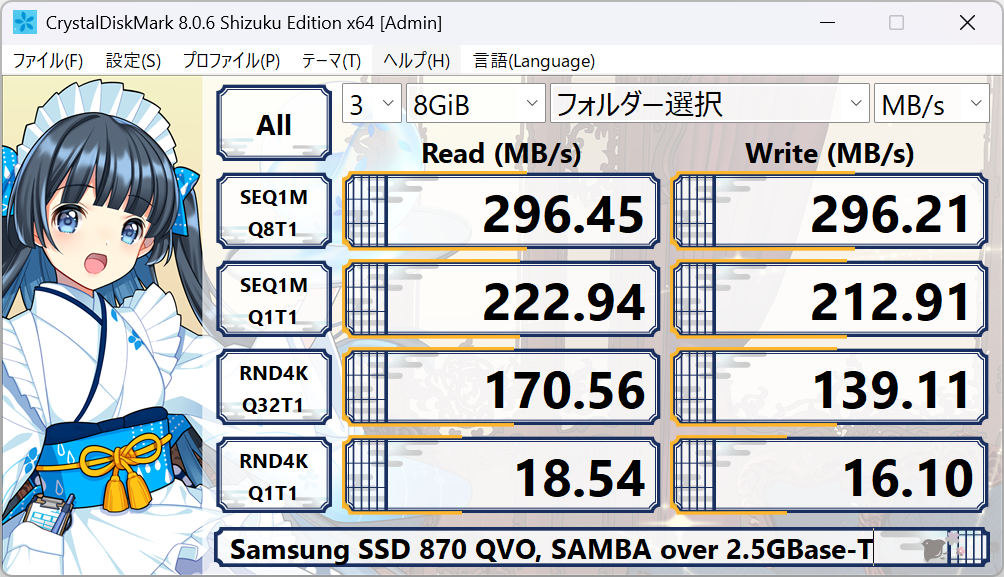 CrystalDiskMark 8.0.6 Shizuku Edition x64 [Admin]
ファイル(F) 設定(S) プロファイル(P) テーマ(T) ヘルプ(H) 言語(Language)
All 3 8GiB フォルダー選択 MB/s
Read (MB/s) Write (MB/s)
SEQ1M
Q8T1 296.45 296.21
SEQ1M
Q1T1 222.94 212.91
RND4K
Q32T1 170.56 139.11
RND4K
Q1T1 18.54 16.10
Samsung SSD 870 QVO, SAMBA over 2.5GBase-T